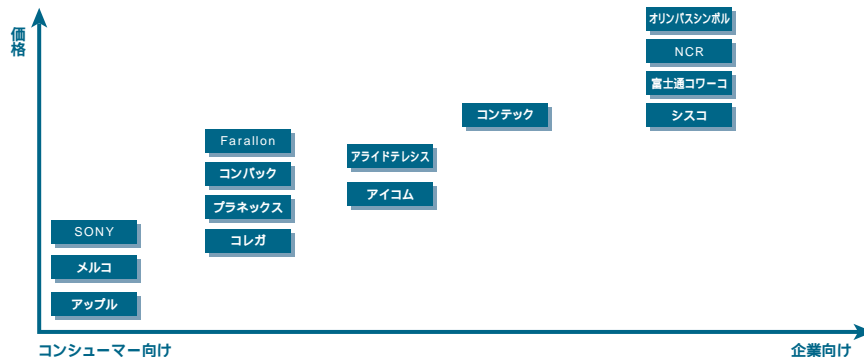 価格
オリンパスシンボル
NCR
富士通コワーコ
シスコ
コンテック
Farallon
コンパック
プラネックス
コレガ
アライドテレシス
アイコム
SONY
メルコ
アップル
コンシューマー向け
企業向け